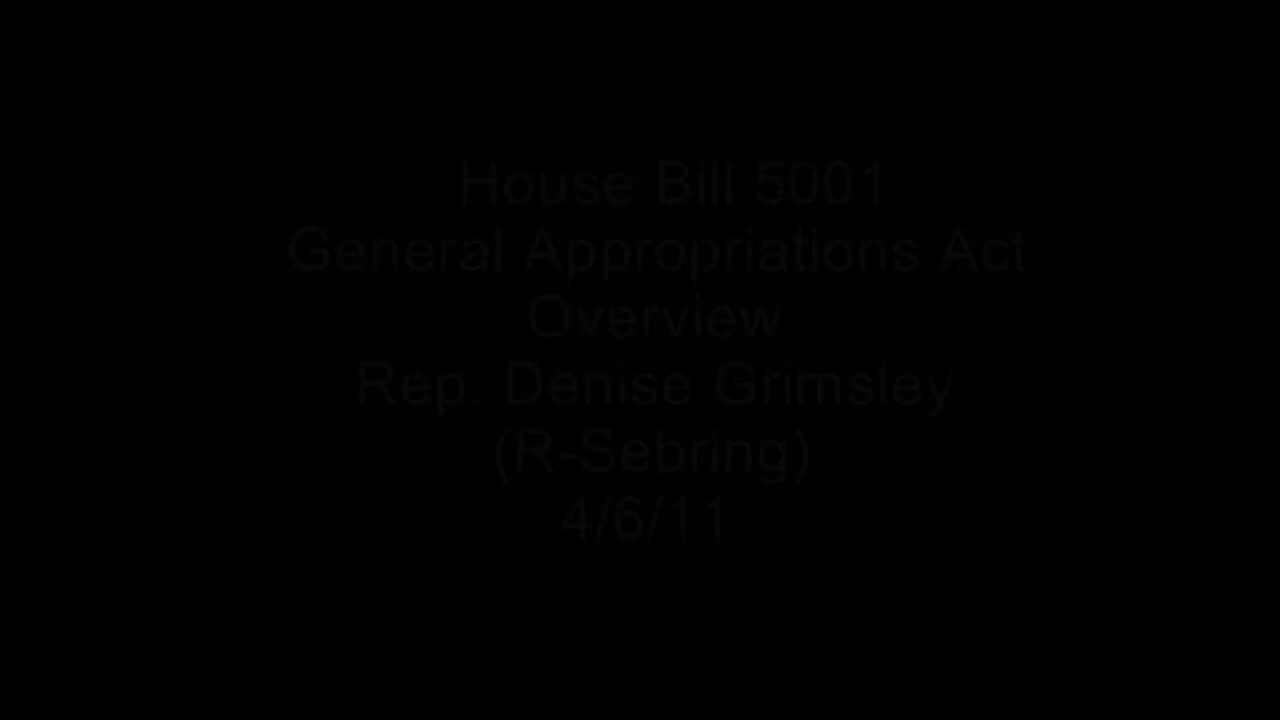 House Bill 5001
General Appropriations Act
Overview
Rep. Denise Grimsley
(R-Sebring)
4/6/11